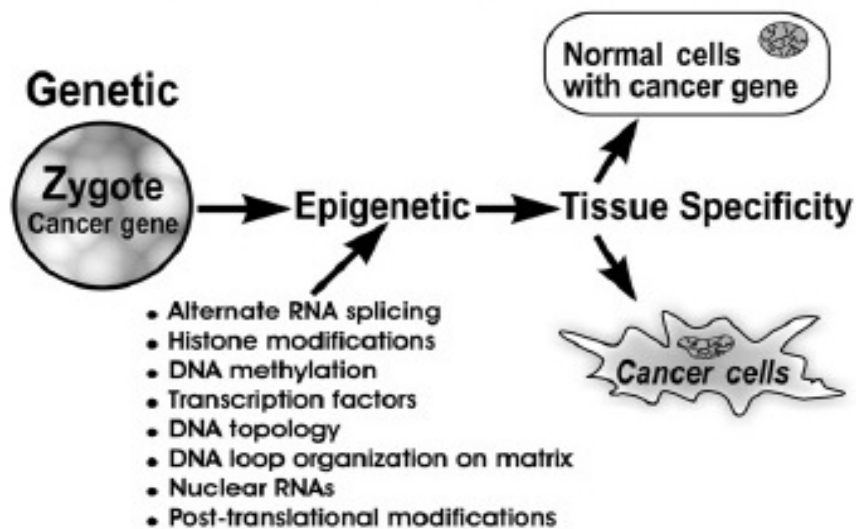 Genetic
Zygote
Cancer gene
Epigenetic
Tissue Specificity
Normal cells
with cancer gene
Cancer cells
• Alternate RNA splicing
• Histone modifications
• DNA methylation
• Transcription factors
• DNA topology
• DNA loop organization on matrix
• Nuclear RNAs
• Post-translational modifications